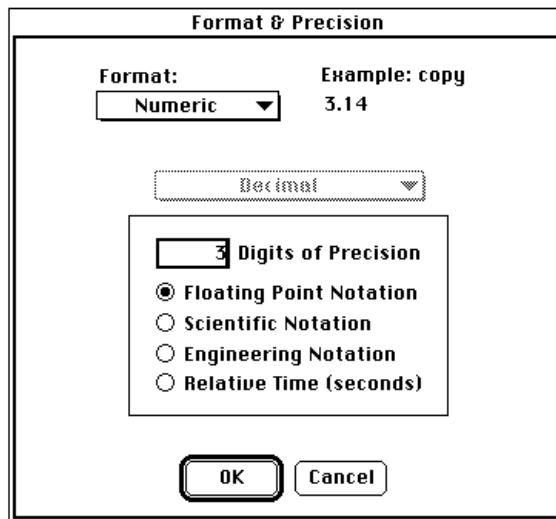 Format & Precision
Format: Example: copy
Numeric 3.14
Decimal
3 Digits of Precision
Floating Point Notation
Scientific Notation
Engineering Notation
Relative Time (seconds)
OK Cancel